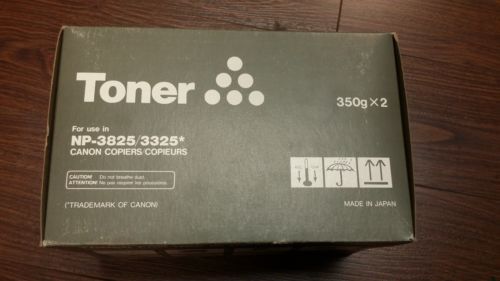 Toner
350g×2
For use in
NP-3825/3325*
CANON COPIERS/COPIEURS
CAUTION! Do not breathe dust.
ATTENTION! Ne pas respirer les poussières.
(*TRADEMARK OF CANON)
MADE IN JAPAN